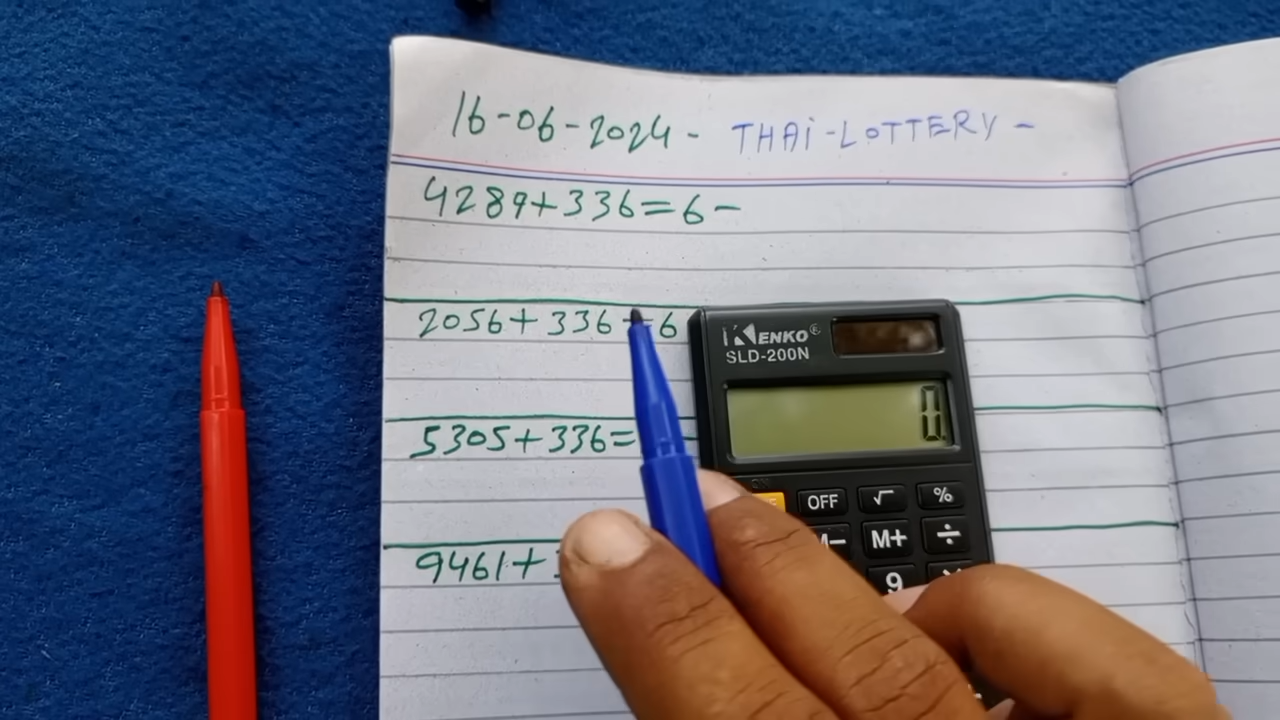 16-06-2024- THAi-LOTTERY-
4289+336=6-
2056+336 6
5305+336=
9461+
KENKO®
SLD-200N
0.
OFF √ %
M- M+ ÷
9